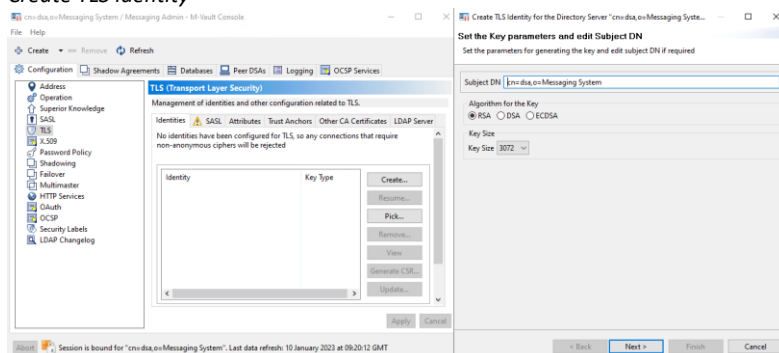 Create TLS Identity
cn=dsa,o=Messaging System / Messaging Admin - M-Vault Console
File Help
Create Remove Refresh
Configuration Shadow Agreements Databases Peer DSAs Logging OCSP Services
Address
Operation
Superior Knowledge
SASL
TLS
X.509
Password Policy
Shadowing
Failover
Multimaster
HTTP Services
OAuth
OCSP
Security Labels
LDAP Changelog
TLS (Transport Layer Security)
Management of identities and other configuration related to TLS.
Identities SASL Attributes Trust Anchors Other CA Certificates LDAP Server
No identities have been configured for TLS, so any connections that require
non-anonymous ciphers will be rejected
Identity Key Type
Create...
Resume...
Pick...
Remove...
View
Generate CSR...
Update...
Apply Cancel
Abort Session is bound for "cn=dsa,o=Messaging System". Last data refresh: 10 January 2023 at 09:20:12 GMT
Create TLS Identity for the Directory Server "cn=dsa,o=Messaging Syste...
Set the Key parameters and edit Subject DN
Set the parameters for generating the key and edit subject DN if required
Subject DN cn=dsa,o=Messaging System
Algorithm for the Key
RSA DSA ECDSA
Key Size
Key Size 3072
< Back Next > Finish Cancel